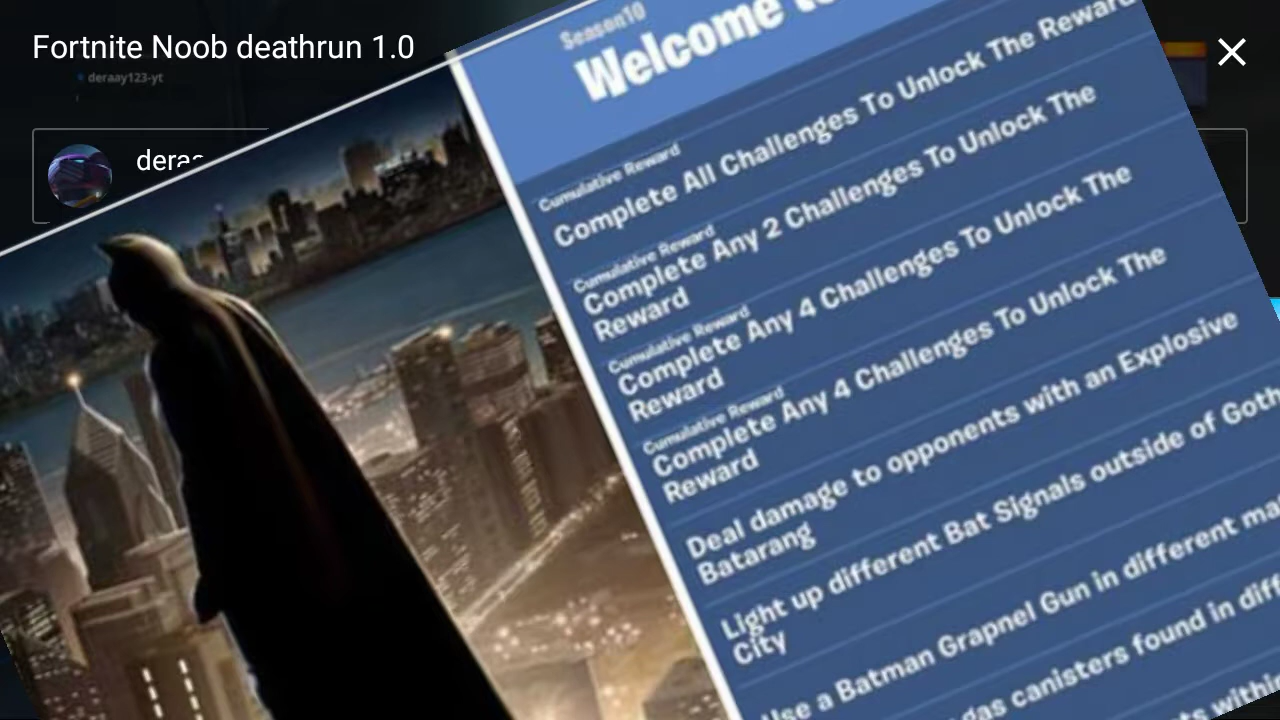 Fortnite Noob deathrun 1.0
deraay123-yt
Season10
Welcome
Cumulative Reward
Complete All Challenges To Unlock The Reward
Cumulative Reward
Complete Any 2 Challenges To Unlock The
Reward
Cumulative Reward
Complete Any 4 Challenges To Unlock The
Reward
Cumulative Reward
Complete Any 4 Challenges To Unlock The
Reward
Deal damage to opponents with an Explosive
Batarang
Light up different Bat Signals outside of
City
Use a Batman Grapnel Gun in different
gas canisters found in